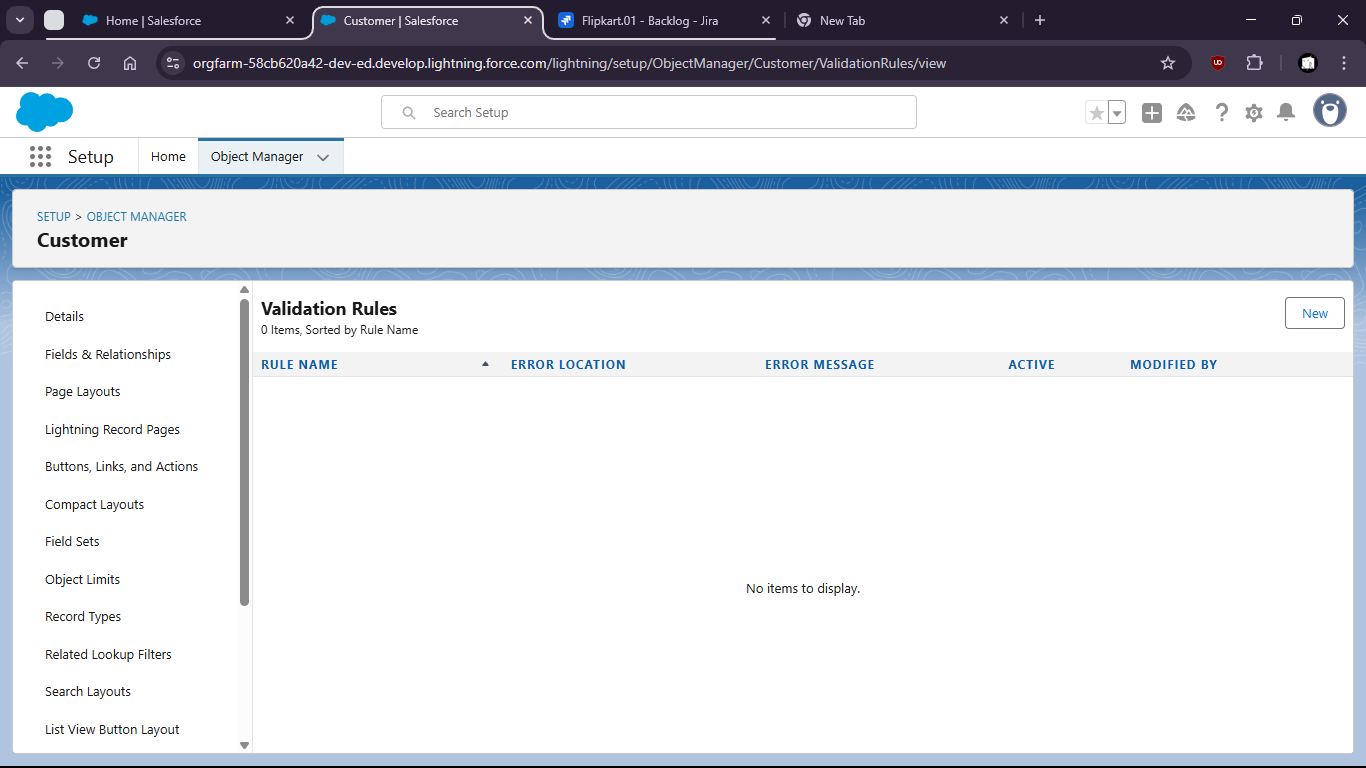 Home | Salesforce
Customer | Salesforce
Flipkart.01 - Backlog - Jira
New Tab
orgfarm-58cb620a42-dev-ed.develop.lightning.force.com/lightning/setup/ObjectManager/Customer/ValidationRules/view
UD
Search Setup
Setup
Home
Object Manager
SETUP > OBJECT MANAGER
Customer
Details
Fields & Relationships
Page Layouts
Lightning Record Pages
Buttons, Links, and Actions
Compact Layouts
Field Sets
Object Limits
Record Types
Related Lookup Filters
Search Layouts
List View Button Layout
Validation Rules
0 Items, Sorted by Rule Name
New
RULE NAME ERROR LOCATION ERROR MESSAGE ACTIVE MODIFIED BY
No items to display.